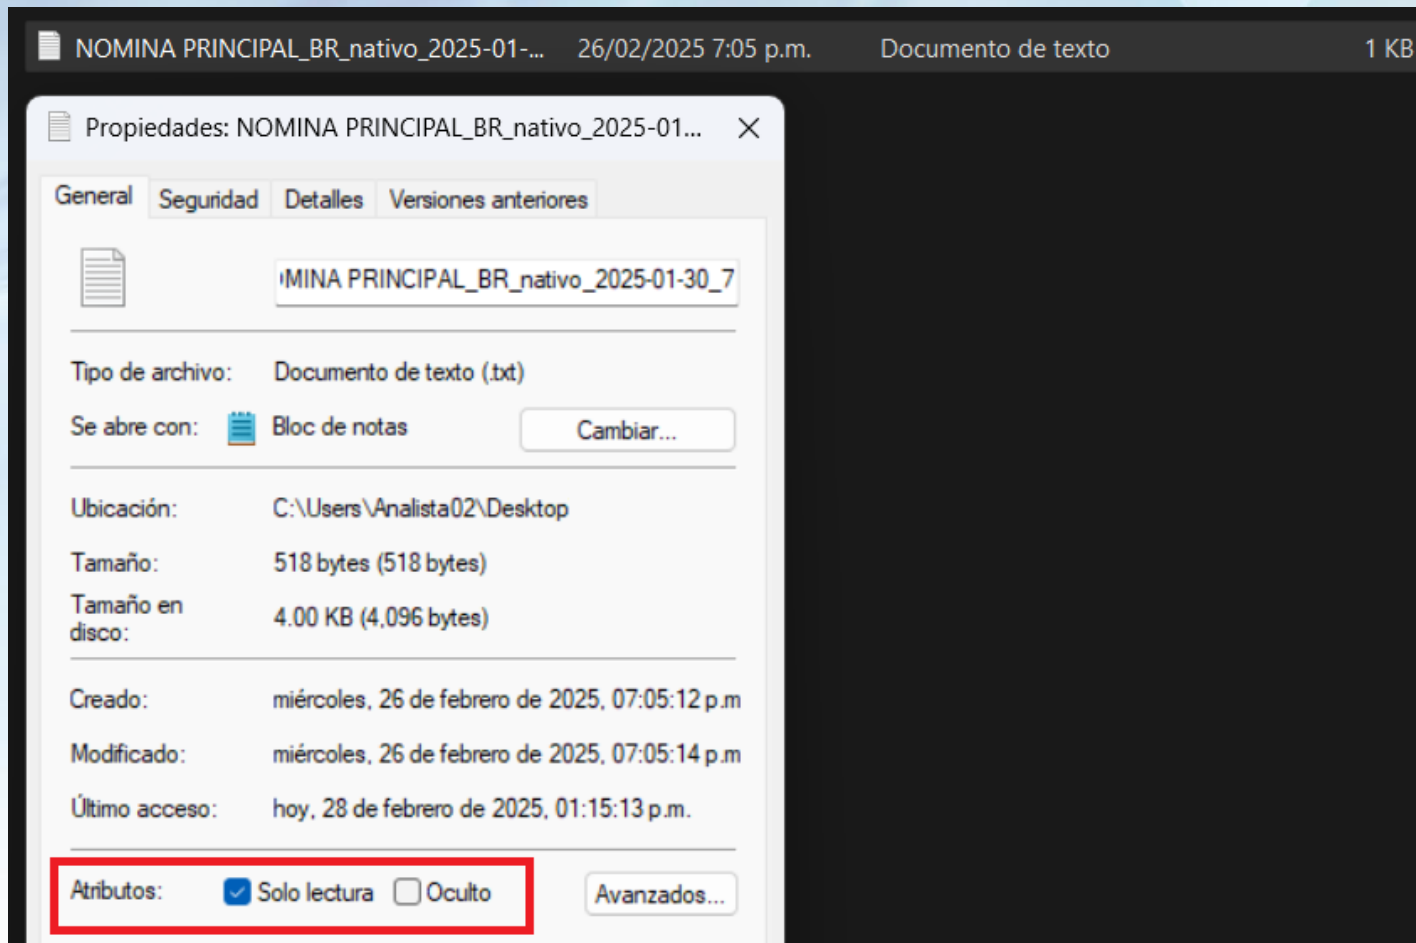 NOMINA PRINCIPAL_BR_nativo_2025-01-... 26/02/2025 7:05 p.m. Documento de texto 1 KB
Propiedades: NOMINA PRINCIPAL_BR_nativo_2025-01...
General Seguridad Detalles Versiones anteriores
MINA PRINCIPAL_BR_nativo_2025-01-30_7
Tipo de archivo: Documento de texto (.txt)
Se abre con: Bloc de notas Cambiar...
Ubicación: C:\Users\Analista02\Desktop
Tamaño: 518 bytes (518 bytes)
Tamaño en
disco: 4.00 KB (4,096 bytes)
Creado: miércoles, 26 de febrero de 2025, 07:05:12 p.m
Modificado: miércoles, 26 de febrero de 2025, 07:05:14 p.m
Último acceso: hoy, 28 de febrero de 2025, 01:15:13 p.m.
Atributos: Solo lectura Oculto Avanzados...